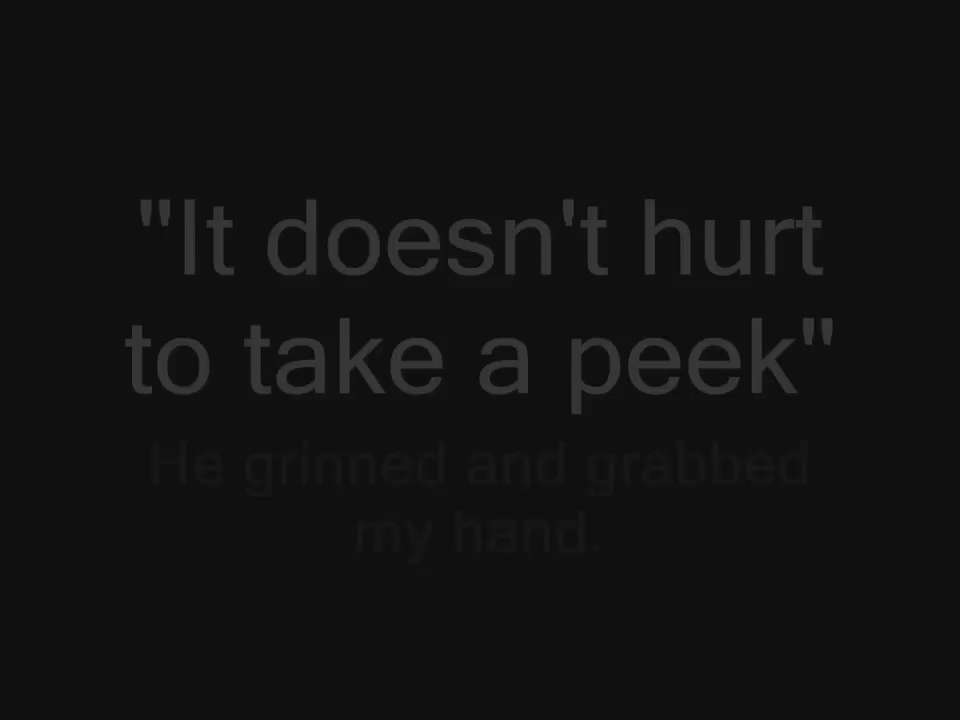 "It doesn't hurt
to take a peek"
He grinned and grabbed
my hand.